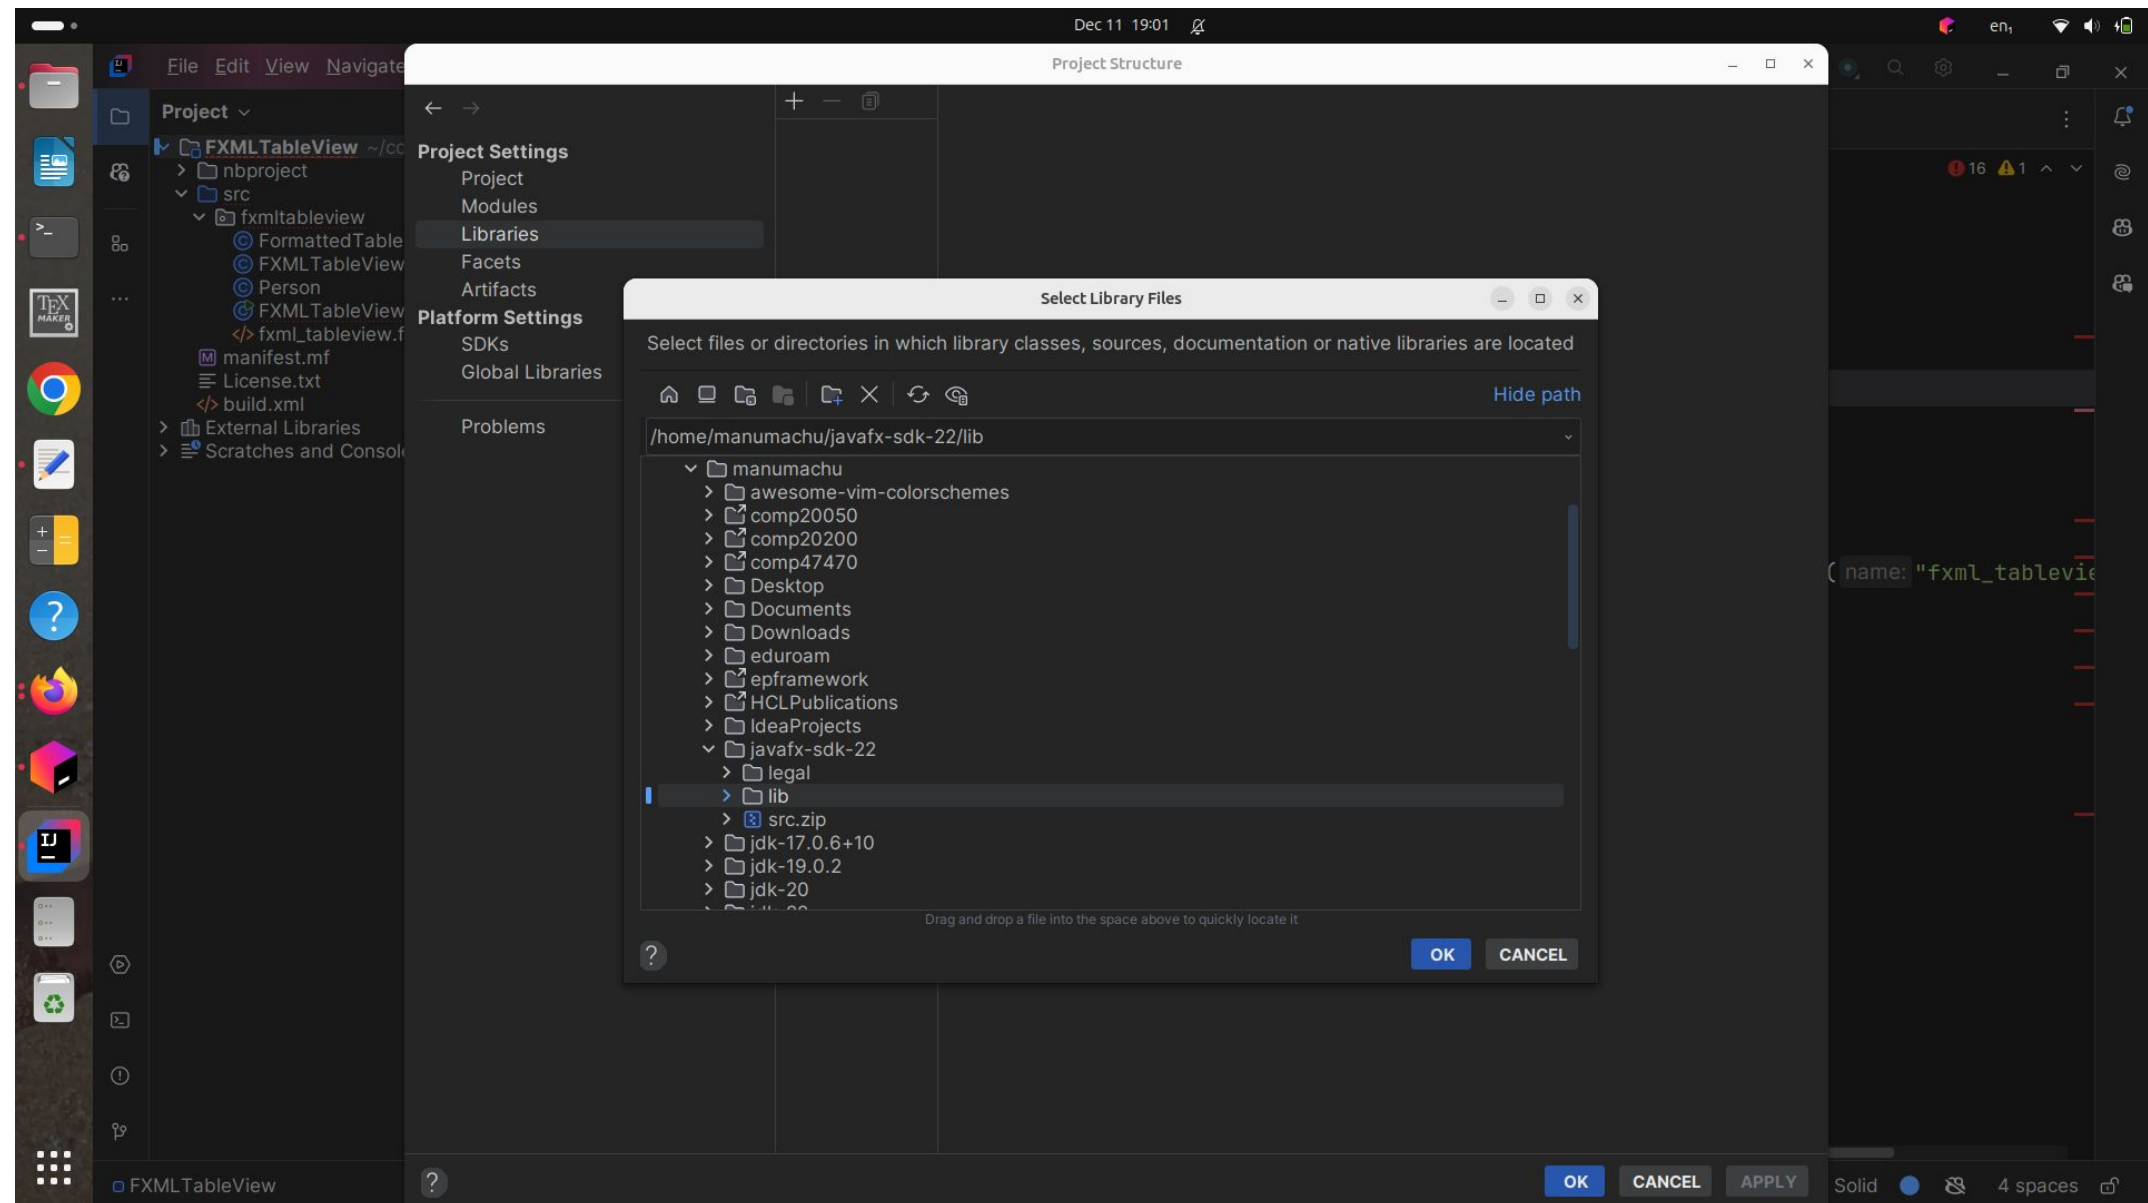 Dec 11 19:01
en₁
File Edit View Navigate
Project Structure
Project
FXMLTableView ~/co
nbproject
src
fxmltableview
FormattedTable
FXMLTableView
Person
FXMLTableView
fxml_tableview.f
manifest.mf
License.txt
build.xml
External Libraries
Scratches and Consol
Project Settings
Project
Modules
Libraries
Facets
Artifacts
Platform Settings
SDKs
Global Libraries
Problems
16 1
Select Library Files
Select files or directories in which library classes, sources, documentation or native libraries are located
Hide path
/home/manumachu/javafx-sdk-22/lib
manumachu
awesome-vim-colorschemes
comp20050
comp20200
comp47470
Desktop
Documents
Downloads
eduroam
epframework
HCLPublications
IdeaProjects
javafx-sdk-22
legal
lib
src.zip
jdk-17.0.6+10
jdk-19.0.2
jdk-20
Drag and drop a file into the space above to quickly locate it
? OK CANCEL
( name: "fxml_tablevie
TEX
MAKER
IJ
? OK CANCEL APPLY
FXMLTableView
Solid 4 spaces